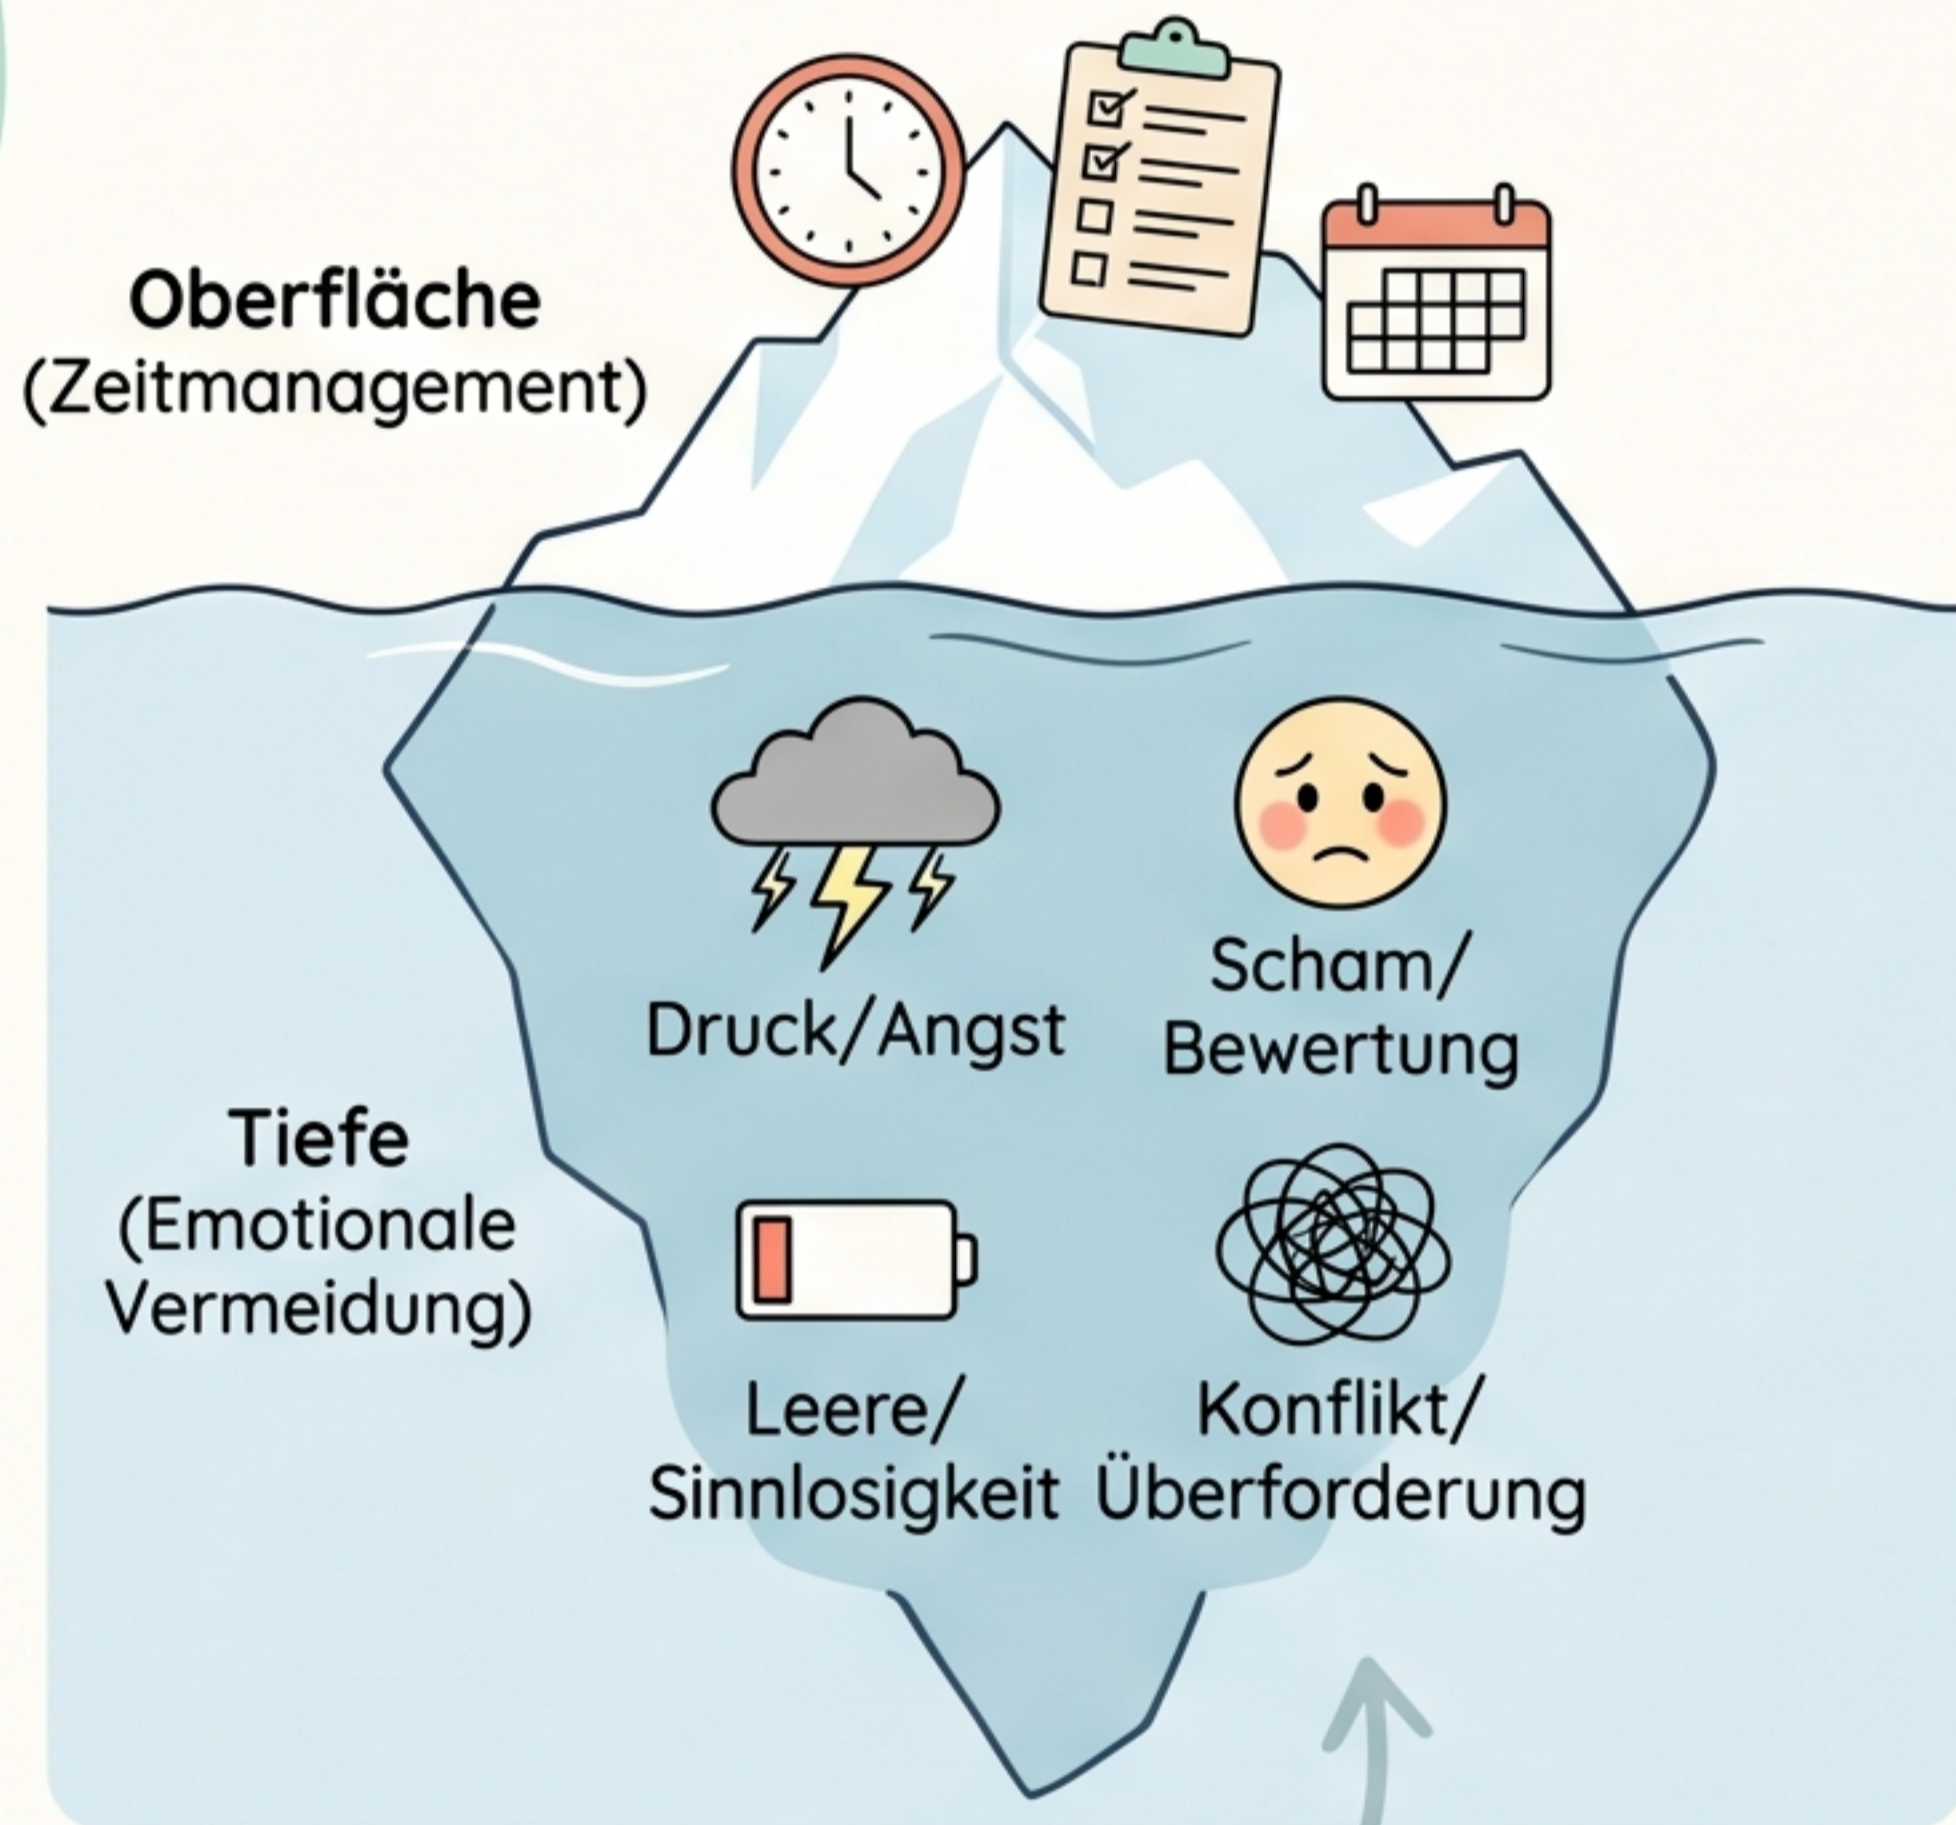 Oberfläche
(Zeitmanagement)
Druck/Angst
Scham/
Bewertung
Tiefe
(Emotionale
Vermeidung)
Leere/
Sinnlosigkeit
Konflikt/
Überforderung